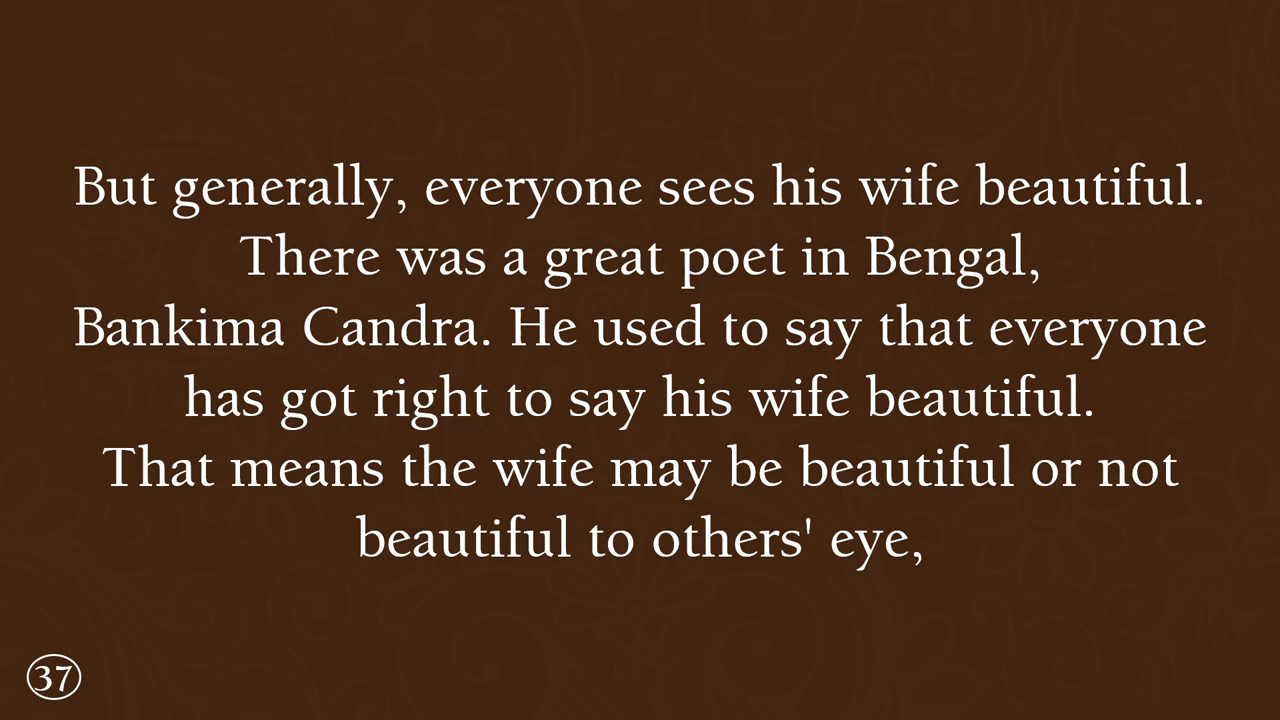 But generally, everyone sees his wife beautiful.
There was a great poet in Bengal,
Bankima Candra. He used to say that everyone
has got right to say his wife beautiful.
That means the wife may be beautiful or not
beautiful to others' eye,
37